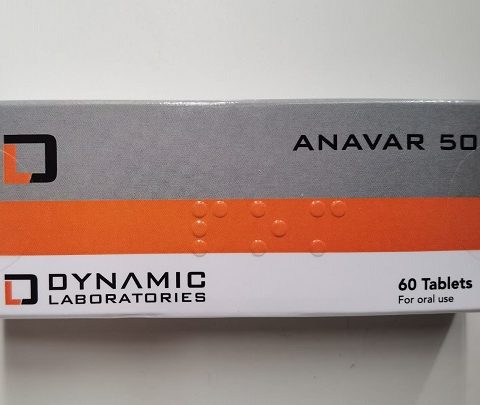 ANAVAR 50
DYNAMIC
LABORATORIES
60 Tablets
For oral use